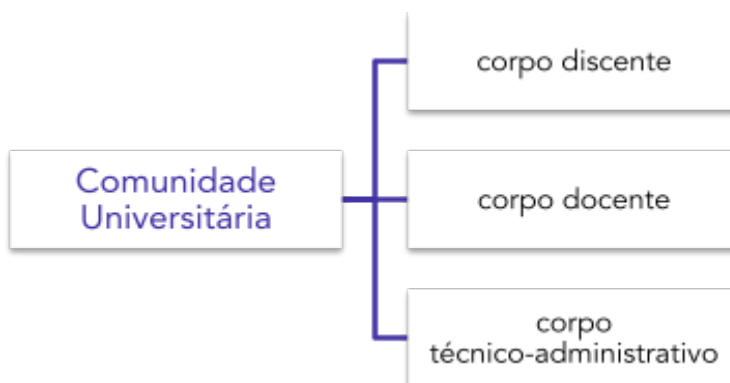 corpo discente
Comunidade
Universitária
corpo docente
corpo
técnico-administrativo